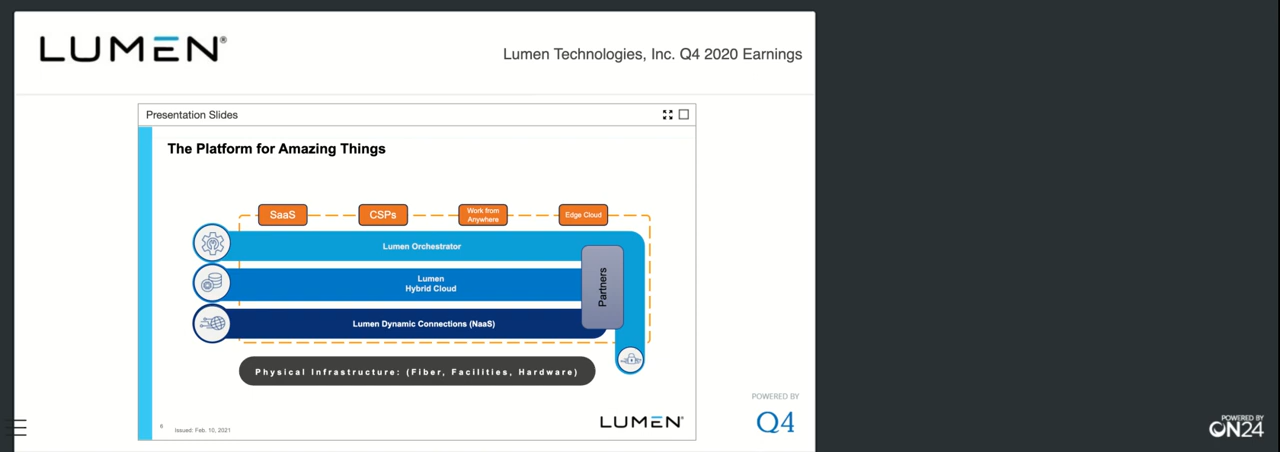 LUMEN®
Lumen Technologies, Inc. Q4 2020 Earnings
Presentation Slides
The Platform for Amazing Things
SaaS
CSPs
Work from
Anywhere
Edge Cloud
Lumen Orchestrator
Lumen
Hybrid Cloud
Partners
Lumen Dynamic Connections (NaaS)
Physical Infrastructure: (Fiber, Facilities, Hardware)
8
Issued: Feb. 10, 2021
LUMEN®
POWERED BY
Q4
POWERED BY
ON24